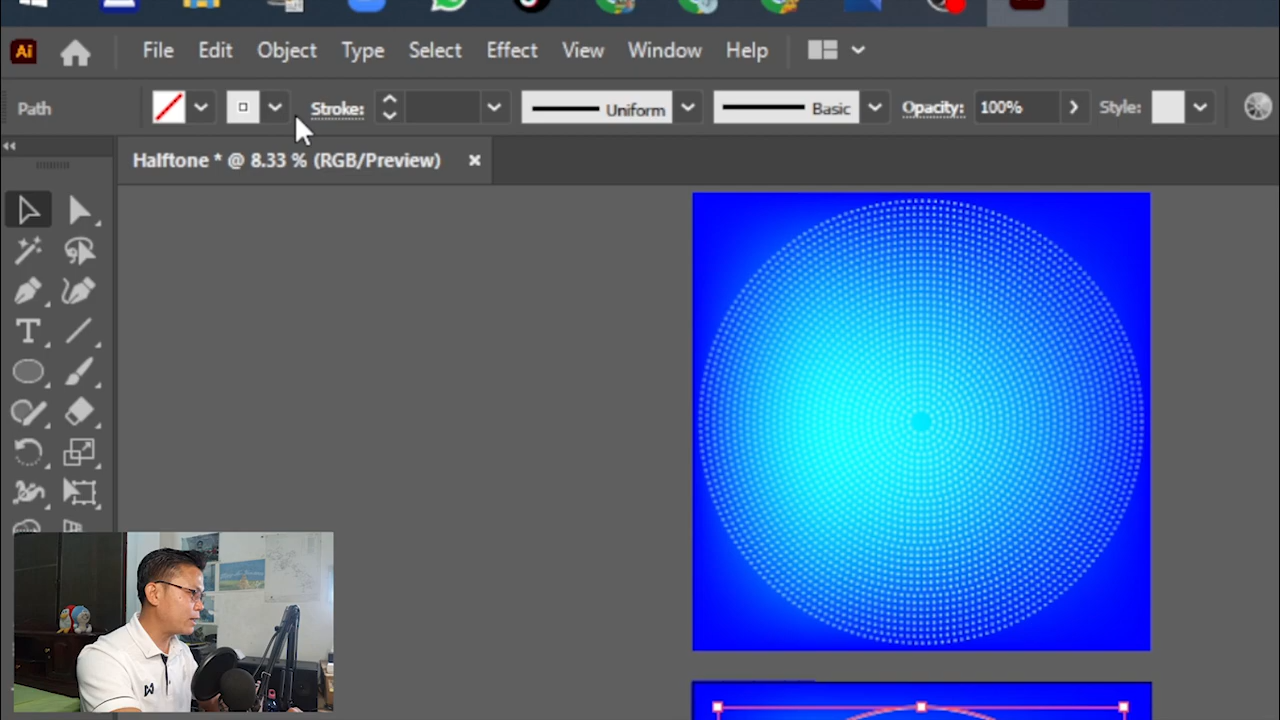 Ai File Edit Object Type Select Effect View Window Help
Path Stroke: Uniform Basic Opacity: 100% Style:
Halftone * @ 8.33 % (RGB/Preview) ×